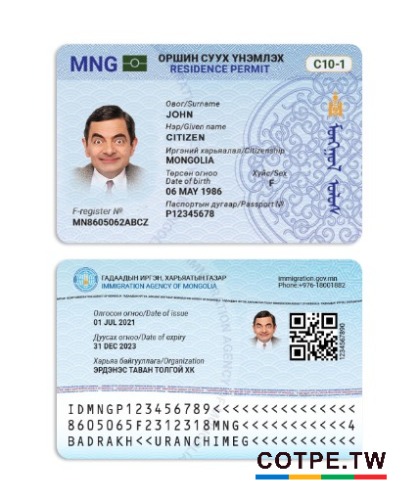 MNG
ОРШИН СУУХ ҮНЭМЛЭХ
RESIDENCE PERMIT
C10-1
Овог/Surname
JOHN
Нэр/Given name
CITIZEN
Иргэний харьяалал/Citizenship
MONGOLIA
Төрсөн огноо
Хүйс/Sex
Date of birth
F
06 MAY 1986
Паспортын дугаар/Passport №
P12345678
F-register №
MN8605062ABCZ
ГАДААДЫН ИРГЭН, ХАРЬЯАТЫН ГАЗАР
IMMIGRATION AGENCY OF MONGOLIA
immigration.gov.mn
Phone:+976-18001882
Олгосон огноо/Date of issue
01 JUL 2021
Дуусах огноо/Date of expiry
31 DEC 2023
Харьяа байгууллага/Organization
ЭРДЭНЭС ТАВАН ТОЛГОЙ ХК
1234567890
IDMNGP123456789<<<<<<<<<<<<<<<
8605065F2312318MNG<<<<<<<<<<<4
BADRAKH<<URANCHIMEG<<<<<<<<<<<
COTPE.TW